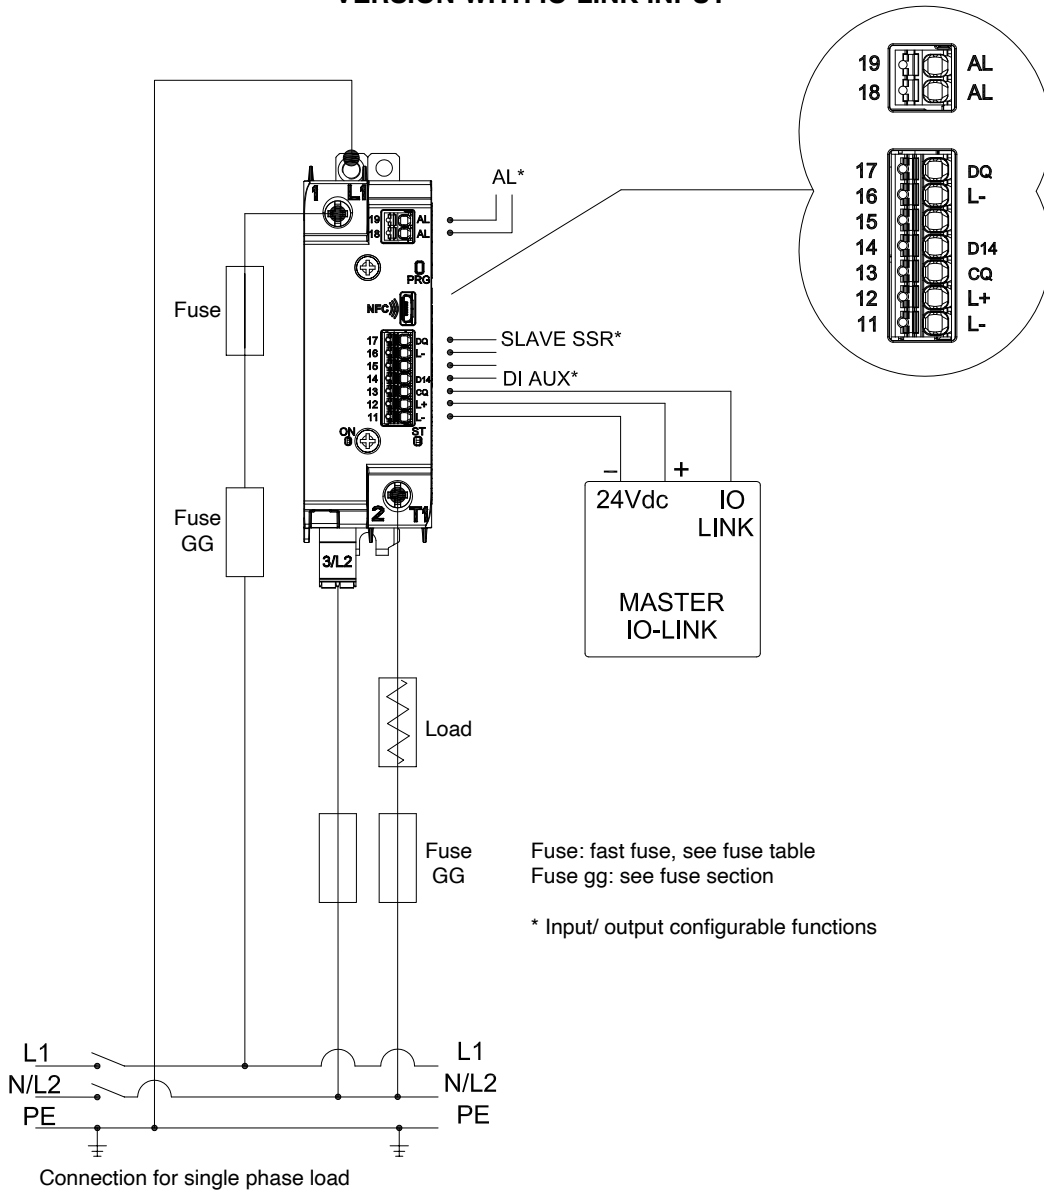 VERSION WITH IO-LINK INPUT
19 AL
18 AL
17 DQ
16 L-
15
14 D14
13 CQ
12 L+
11 L-
AL*
1 L1
19 AL
18 AL
PRG
NFC
Fuse
17 DQ
16 L-
15
14 D14
13 CQ
12 L+
11 L-
SLAVE SSR*
DI AUX*
ON ST
– +
24Vdc IO
LINK
MASTER
IO-LINK
Fuse
GG
2 T1
3/L2
Load
Fuse
GG
Fuse: fast fuse, see fuse table
Fuse gg: see fuse section
* Input/ output configurable functions
L1 L1
N/L2 N/L2
PE PE
Connection for single phase load